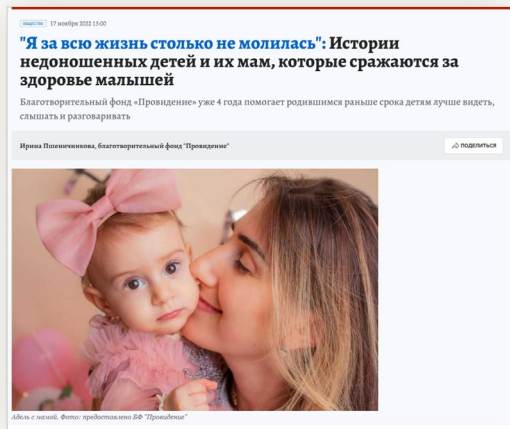 ОБЩЕСТВО 17 ноября 2022 13:00
"Я за всю жизнь столько не молилась": Истории
недоношенных детей и их мам, которые сражаются за
здоровье малышей
Благотворительный фонд «Провидение» уже 4 года помогает родившимся раньше срока детям лучше видеть,
слышать и разговаривать
Ирина Пшеничникова, благотворительный фонд "Провидение"
ПОДЕЛИТЬСЯ
Адель с мамой. Фото: предоставлено БФ "Провидение"